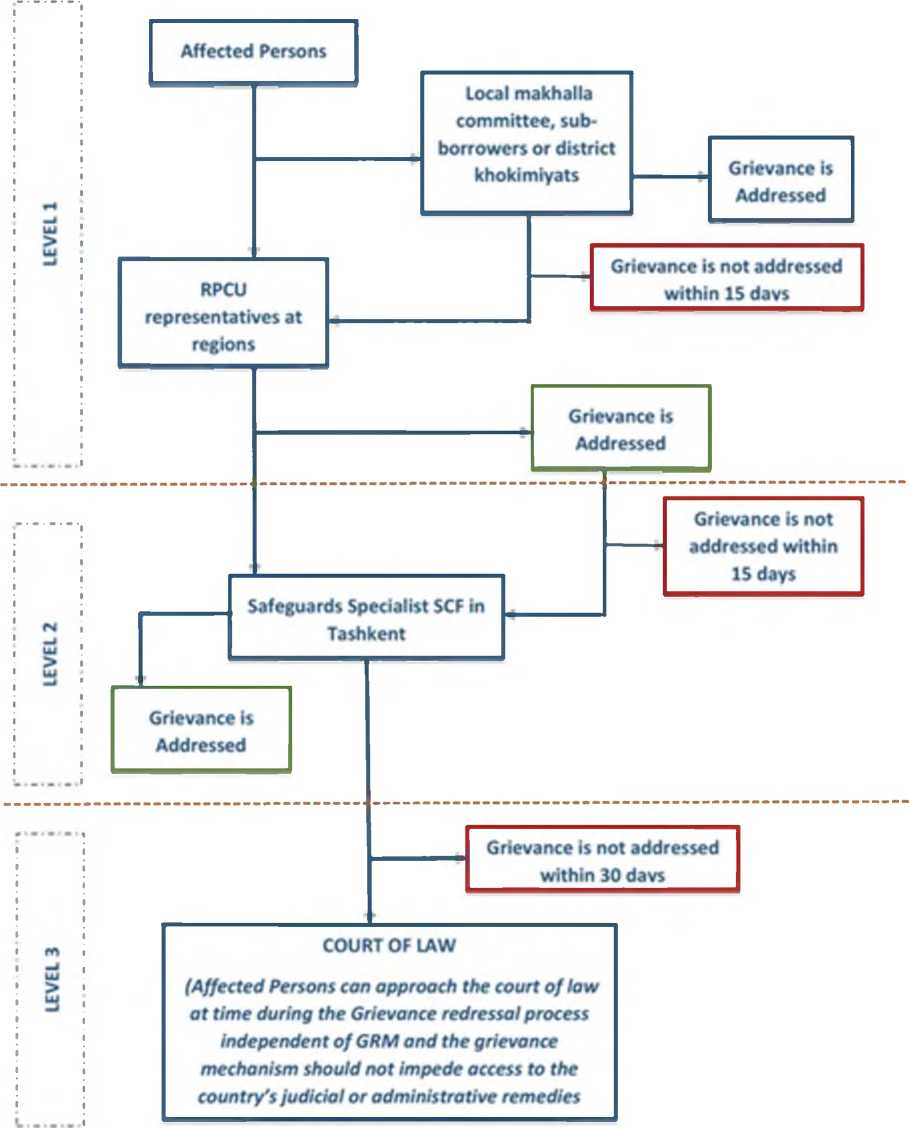 LEVEL 1
Affected Persons
Local makhalla
committee, sub-
borrowers or district
khokimiyats
Grievance is
Addressed
Grievance is not addressed
within 15 days
RPCU
representatives at
regions
Grievance is
Addressed
LEVEL 2
Grievance is not
addressed within
15 days
Safeguards Specialist SCF in
Tashkent
Grievance is
Addressed
LEVEL 3
Grievance is not addressed
within 30 days
COURT OF LAW
(Affected Persons can approach the court of law
at time during the Grievance redressal process
independent of GRM and the grievance
mechanism should not impede access to the
country's judicial or administrative remedies